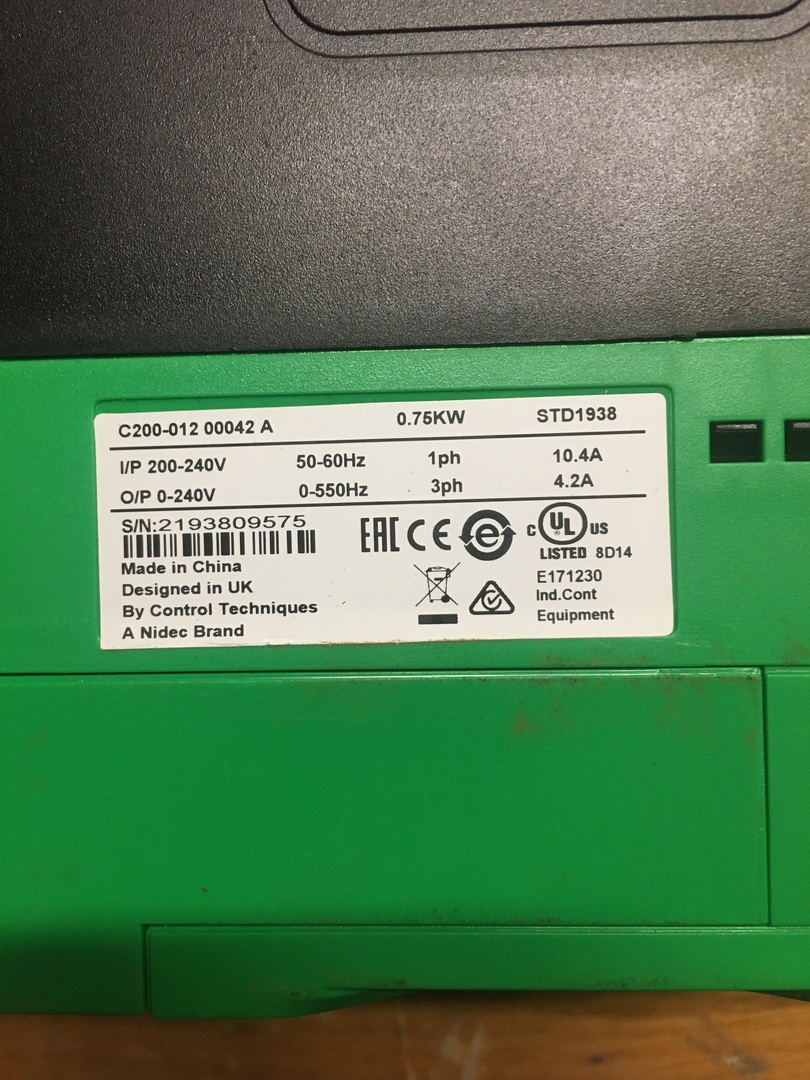 C200-012 00042 A 0.75KW STD1938
I/P 200-240V 50-60Hz 1ph 10.4A
O/P 0-240V 0-550Hz 3ph 4.2A
S/N:2193809575
Made in China
Designed in UK
By Control Techniques
A Nidec Brand
EAC CE e
C UL US
LISTED 8D14
E171230
Ind.Cont
Equipment